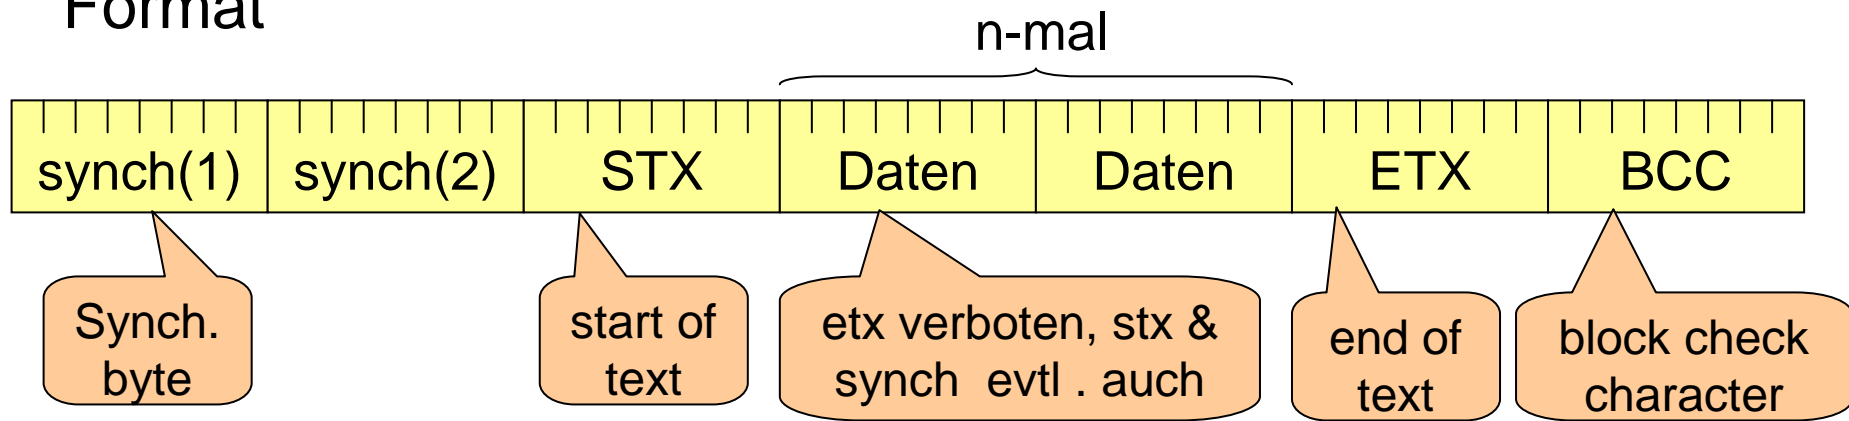 Format
n-mal
synch(1) synch(2) STX Daten Daten ETX BCC
Synch.
byte
start of
text
etx verboten, stx &
synch evtl . auch
end of
text
block check
character